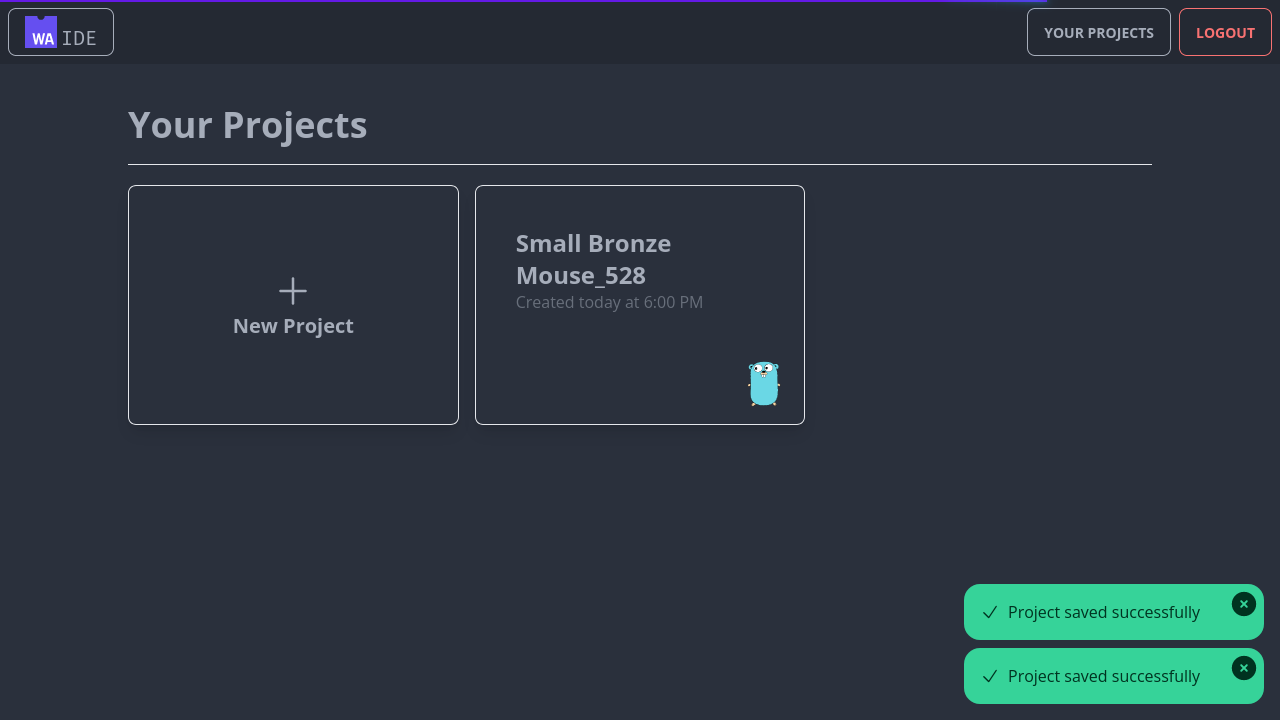 WA IDE
YOUR PROJECTS
LOGOUT
Your Projects
New Project
Small Bronze
Mouse_528
Created today at 6:00 PM
Project saved successfully
Project saved successfully